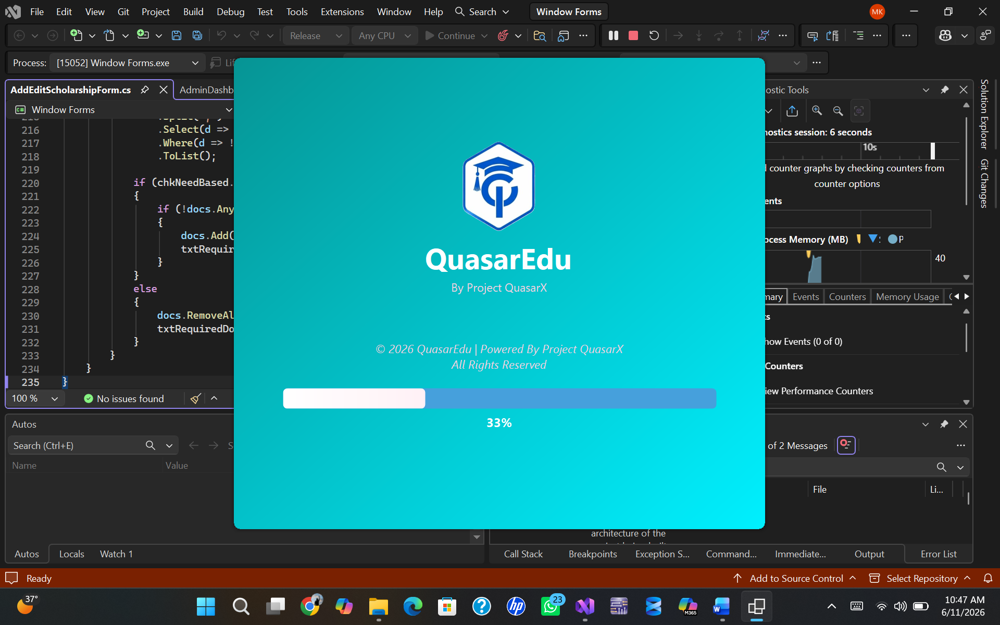 File Edit View Git Project Build Debug Test Tools Extensions Window Help Search Window Forms MK
Release Any CPU Continue
Process: [15052] Window Forms.exe
AddEditScholarshipForm.cs AdminDashb
Window Forms
216 .Select(d =>
217 .Where(d => !
218 .ToList();
219
220 if (chkNeedBased.
221 {
222 if (!docs.Any
223 {
224 docs.Add(
225 txtRequir
226 }
227 }
228 else
229 {
230 docs.RemoveAl
231 txtRequiredDo
232 }
233 }
234 }
235 }
100 % No issues found
QuasarEdu
By Project QuasarX
© 2026 QuasarEdu | Powered By Project QuasarX
All Rights Reserved
33%
ostic Tools
nostics session: 6 seconds
10s
counter graphs by checking counters from
counter options
ents
ocess Memory (MB) P
40
mary Events Counters Memory Usage
ts
how Events (0 of 0)
Counters
iew Performance Counters
Solution Explorer
Git Changes
Autos
Search (Ctrl+E)
Name Value
of 2 Messages
File Li...
architecture of the
Autos Locals Watch 1
Call Stack Breakpoints Exception S... Command... Immediate... Output Error List
Ready Add to Source Control Select Repository
37° 23 M365 10:47 AM
6/11/2026